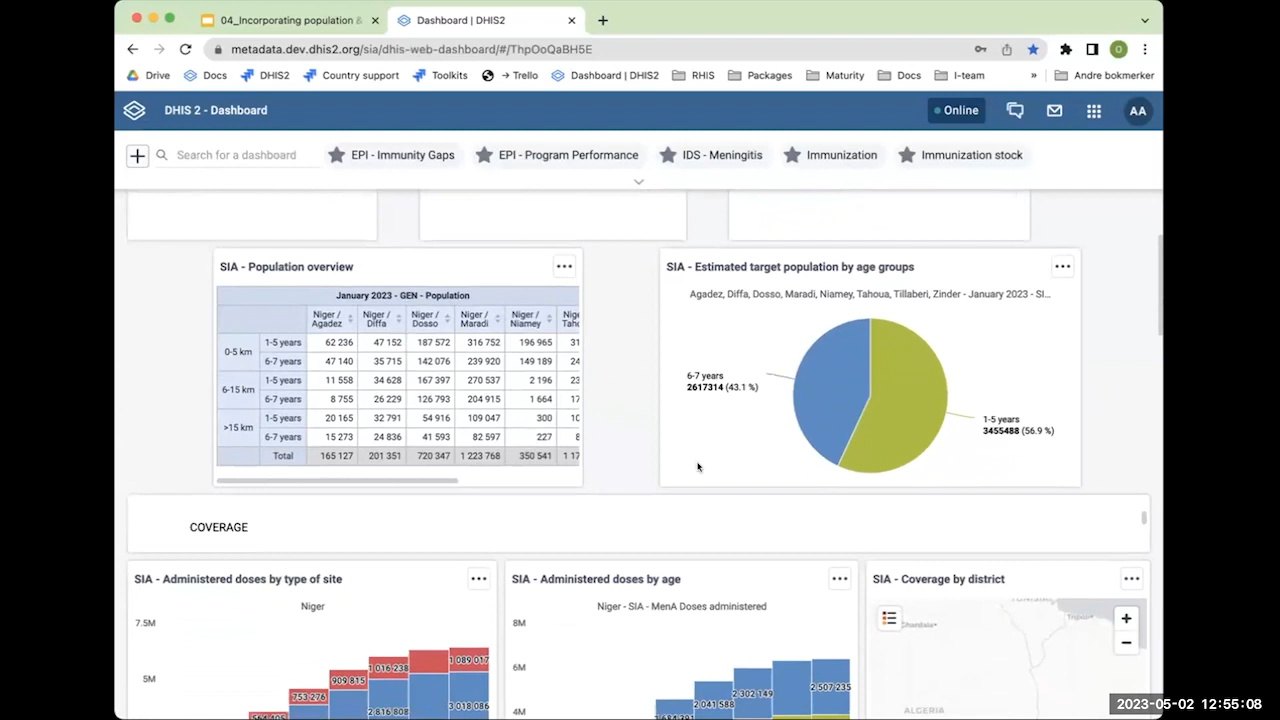 04_Incorporating population &
Dashboard | DHIS2
metadata.dev.dhis2.org/sia/dhis-web-dashboard/#/ThpOoQaBH5E
Drive Docs DHIS2 Country support Toolkits → Trello Dashboard | DHIS2 RHIS Packages Maturity Docs I-team » Andre bokmerker
DHIS 2 - Dashboard
Online
AA
Search for a dashboard
EPI - Immunity Gaps
EPI - Program Performance
IDS - Meningitis
Immunization
Immunization stock
SIA - Population overview
January 2023 - GEN - Population
Niger / Agadez Niger / Diffa Niger / Dosso Niger / Maradi Niger / Niamey
0-5 km 1-5 years 62 236 47 152 187 572 316 752 196 965 31
6-7 years 47 140 35 715 142 076 239 920 149 189 24
6-15 km 1-5 years 11 558 34 628 167 397 270 537 2 196 23
6-7 years 8 755 26 229 126 793 204 915 1 664 17
>15 km 1-5 years 20 165 32 791 54 916 109 047 300
6-7 years 15 273 24 836 41 593 82 597 227
Total 165 127 201 351 720 347 1 223 768 350 541 1 17
SIA - Estimated target population by age groups
Agadez, Diffa, Dosso, Maradi, Niamey, Tahoua, Tillaberi, Zinder - January 2023 - SI...
6-7 years
2617314 (43.1 %)
1-5 years
3455488 (56.9 %)
COVERAGE
SIA - Administered doses by type of site
Niger
7.5M
5M
1 089 017
1 016 238
909 815
753 276
3 018 086
2 816 808
SIA - Administered doses by age
Niger - SIA - MenA Doses administered
8M
6M
4M
2 507 235
2 302 149
2 041 588
SIA - Coverage by district
+
−
ALGERIA
2023-05-02 12:55:08